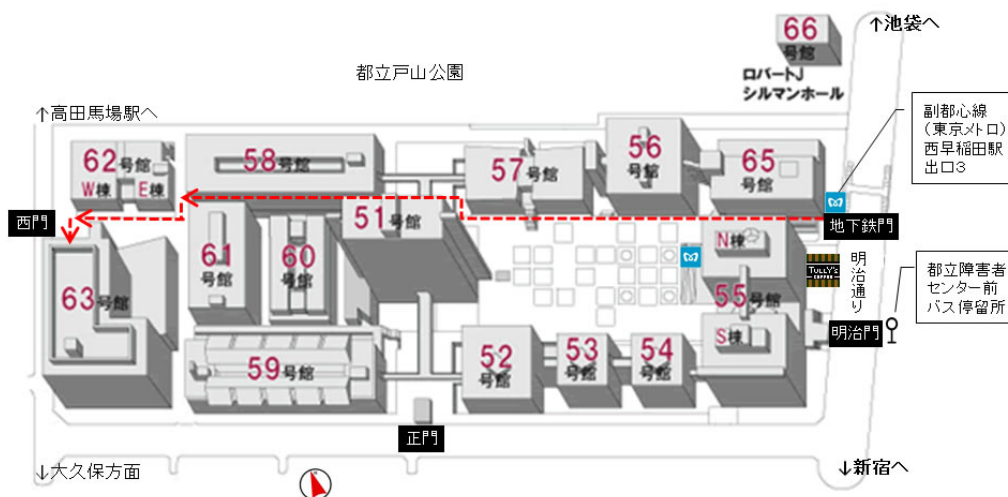 66
号館
ロバートJ
シルマンホール
↑池袋へ
都立戸山公園
↑高田馬場駅へ
副都心線
(東京メトロ)
西早稲田駅
出口3
62号館
W棟 E棟
58号館
57号館
56
号館
65
号館
西門
51
号館
地下鉄門
61
号館
60
号館
N棟
TULLY'S
COFFEE
明治通り
都立障害者
センター前
バス停留所
63号館
55号館
S棟
明治門
59
号館
52
号館
53
号館
54
号館
正門
↓大久保方面
↓新宿へ